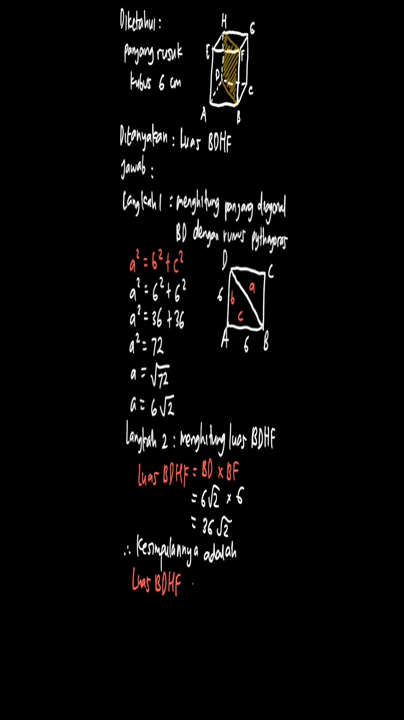 Diketahui:
panjang rusuk
kubus 6 cm
H
G
E
F
D
C
A
B
Ditanyakan: Luas BDHF
Jawab:
Langkah 1: menghitung panjang diagonal
BD dengan rumus pythagoras
a² = b² + c²
a² = 6² + 6²
a² = 36 + 36
a² = 72
a = √72
a = 6√2
D
C
6
b
a
c
A
6
B
Langkah 2: menghitung luas BDHF
Luas BDHF = BD × BF
= 6√2 × 6
= 36√2
∴ Kesimpulannya adalah
Luas BDHF